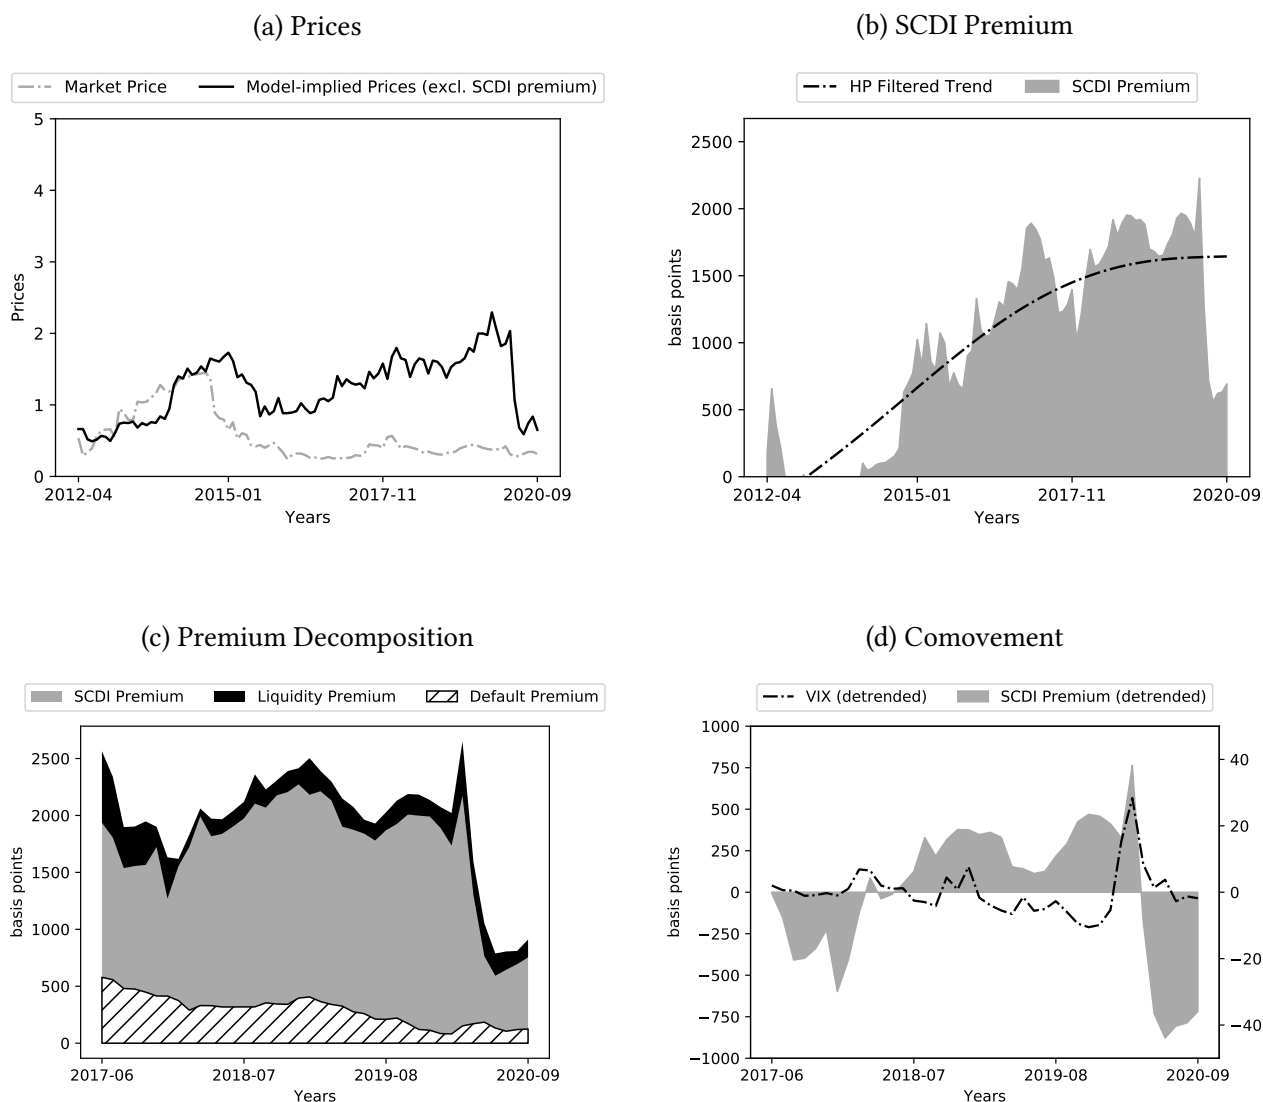 (a) Prices
Market Price
Model-implied Prices (excl. SCDI premium)
5
4
3
2
1
0
Prices
2012-04
2015-01
2017-11
2020-09
Years
(b) SCDI Premium
HP Filtered Trend
SCDI Premium
2500
2000
1500
1000
500
0
basis points
2012-04
2015-01
2017-11
2020-09
Years
(c) Premium Decomposition
SCDI Premium
Liquidity Premium
Default Premium
2500
2000
1500
1000
500
0
basis points
2017-06
2018-07
2019-08
2020-09
Years
(d) Comovement
VIX (detrended)
SCDI Premium (detrended)
1000
750
500
250
0
−250
−500
−750
−1000
basis points
40
20
0
−20
−40
2017-06
2018-07
2019-08
2020-09
Years